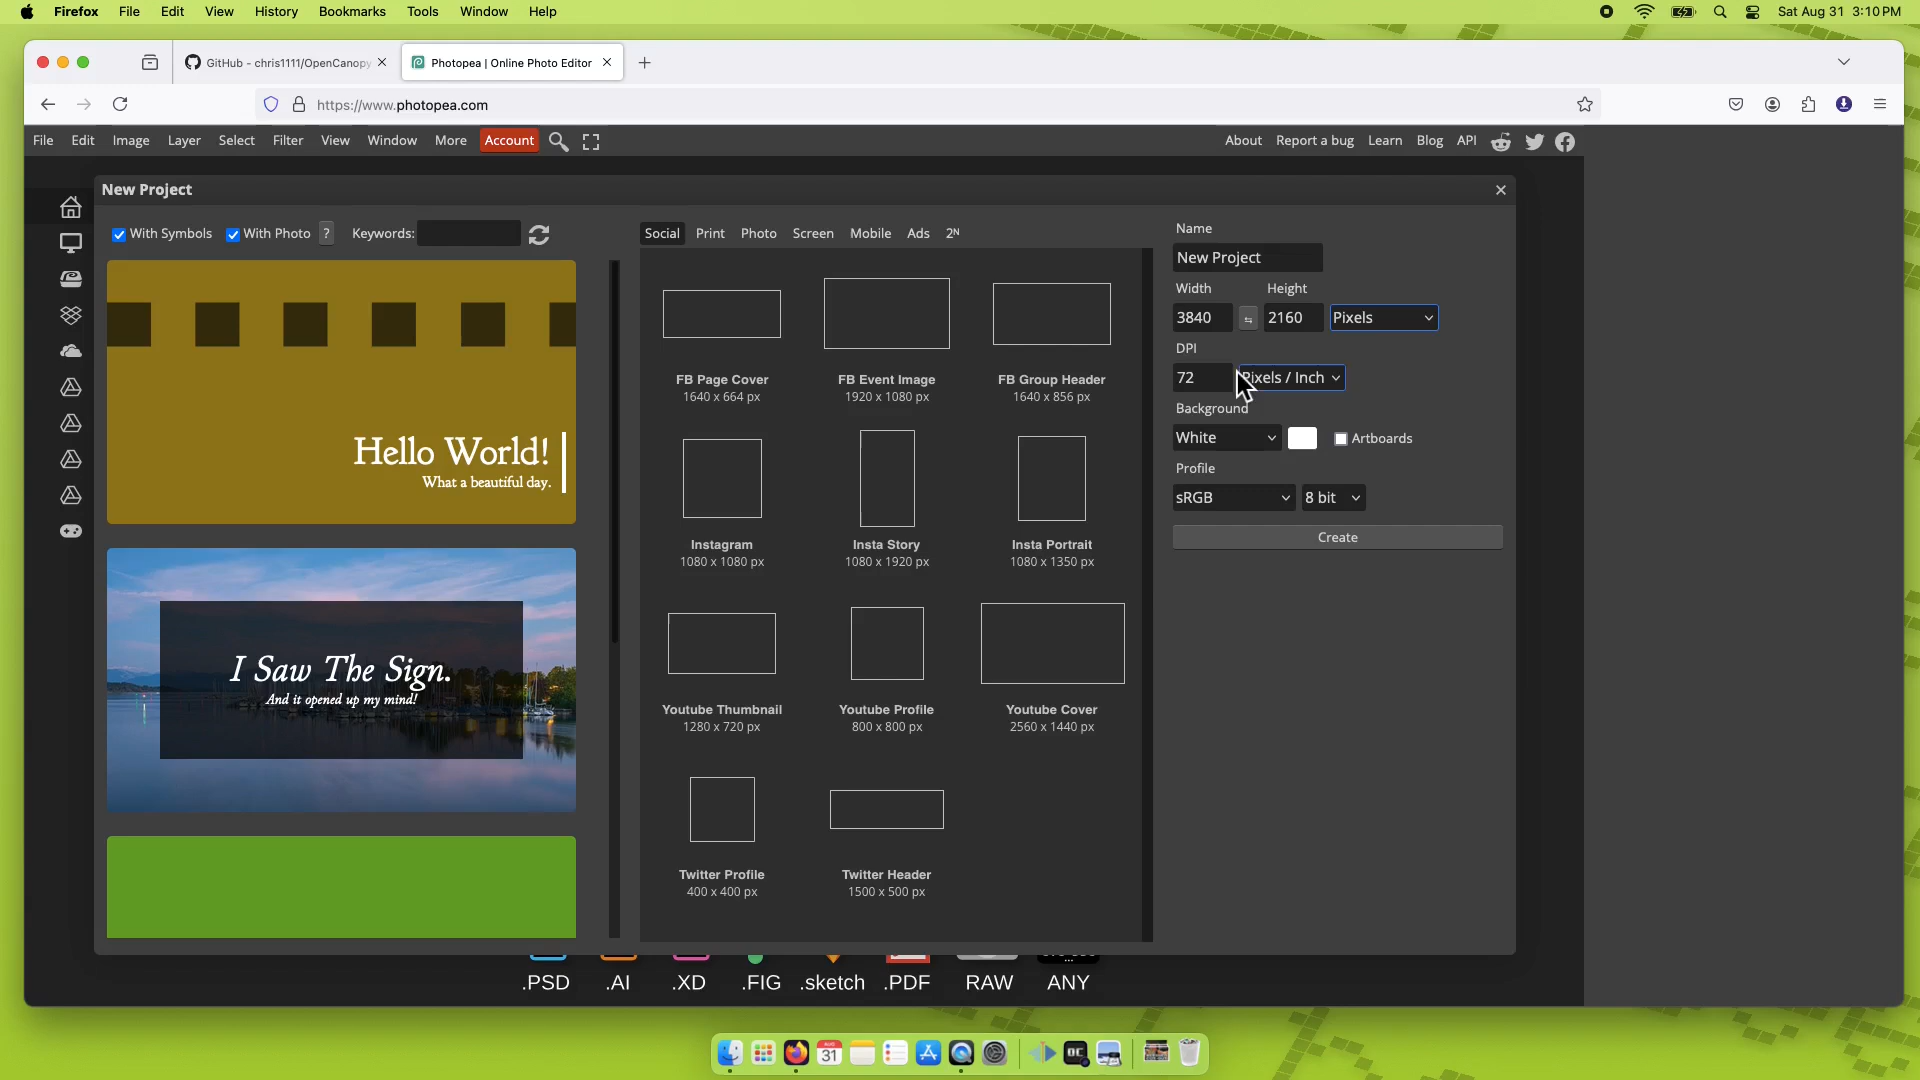 Firefox File Edit View History Bookmarks Tools Window Help
Sat Aug 31 3:10 PM
GitHub - chris1111/OpenCanopy
Photopea | Online Photo Editor
https://www.photopea.com
File Edit Image Layer Select Filter View Window More Account
About Report a bug Learn Blog API
New Project
With Symbols With Photo ? Keywords:
Social Print Photo Screen Mobile Ads 2ᴺ
Name
New Project
Width Height
3840 2160 Pixels
DPI
72 Pixels / Inch
Background
White Artboards
Profile
sRGB 8 bit
Create
Hello World!
What a beautiful day.
I Saw The Sign.
And it opened up my mind!
FB Page Cover
1640 x 664 px
FB Event Image
1920 x 1080 px
FB Group Header
1640 x 856 px
Instagram
1080 x 1080 px
Insta Story
1080 x 1920 px
Insta Portrait
1080 x 1350 px
Youtube Thumbnail
1280 x 720 px
Youtube Profile
800 x 800 px
Youtube Cover
2560 x 1440 px
Twitter Profile
400 x 400 px
Twitter Header
1500 x 500 px
.PSD .AI .XD .FIG .sketch .PDF RAW ANY
AUG
31
OC